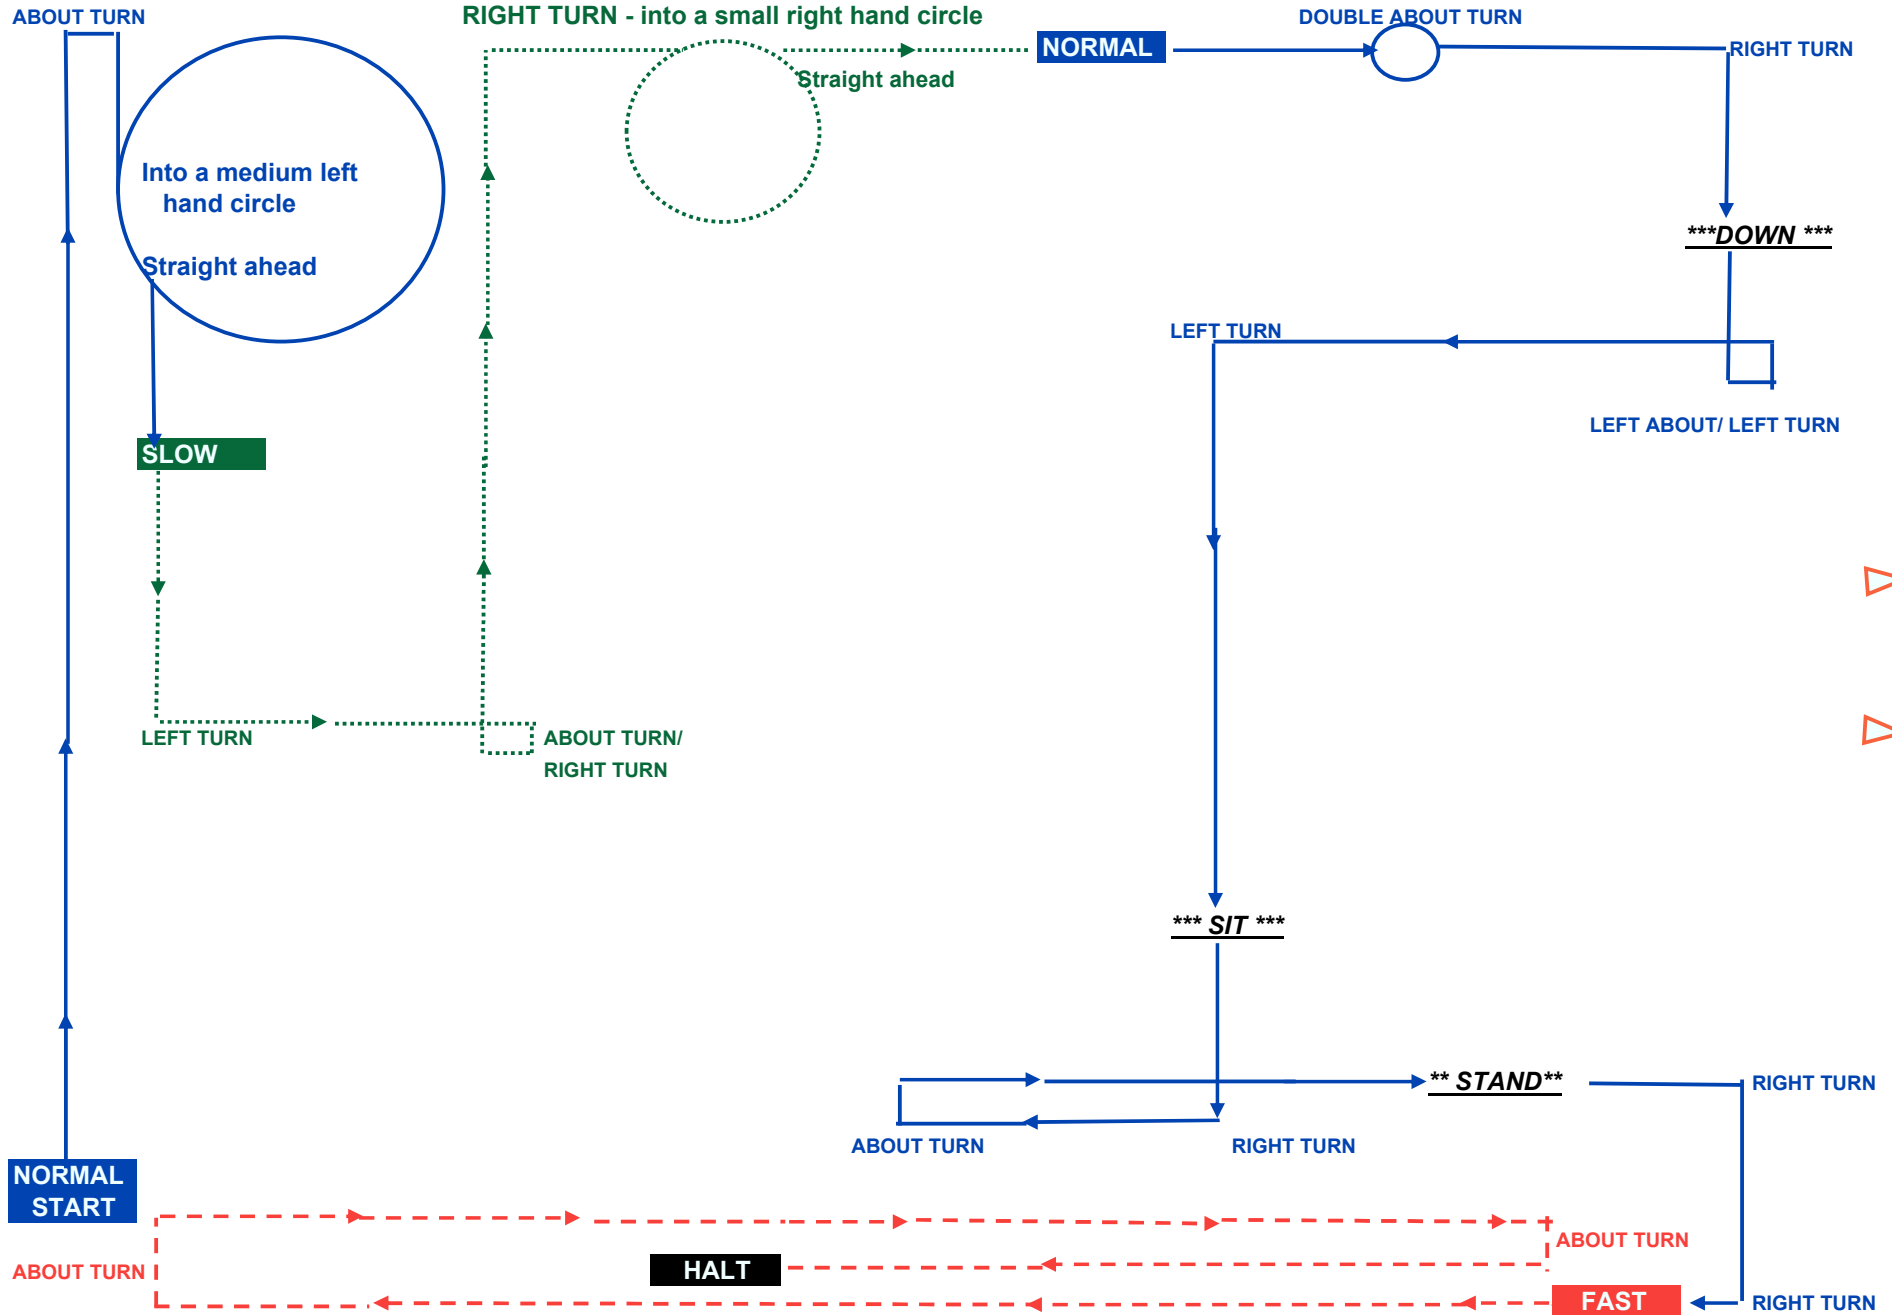 ABOUT TURN
RIGHT TURN - into a small right hand circle
DOUBLE ABOUT TURN
NORMAL
RIGHT TURN
Straight ahead
Into a medium left
hand circle
***DOWN ***
Straight ahead
LEFT TURN
LEFT ABOUT/ LEFT TURN
SLOW
LEFT TURN
ABOUT TURN/
RIGHT TURN
*** SIT ***
** STAND**
RIGHT TURN
ABOUT TURN
RIGHT TURN
NORMAL
START
ABOUT TURN
HALT
ABOUT TURN
FAST
RIGHT TURN